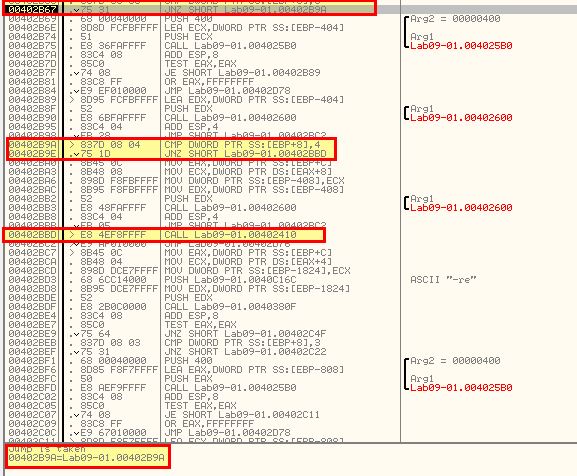 00402B67 .v 75 31 JNZ SHORT Lab09-01.00402B9A
00402B69 . 68 00040000 PUSH 400 Arg2 = 00000400
00402B6E . 8D8D FCFBFFFF LEA ECX,DWORD PTR SS:[EBP-404]
00402B74 . 51 PUSH ECX Arg1
00402B75 . E8 36FAFFFF CALL Lab09-01.004025B0 Lab09-01.004025B0
00402B7A . 83C4 08 ADD ESP,8
00402B7D . 85C0 TEST EAX,EAX
00402B7F .v 74 08 JE SHORT Lab09-01.00402B89
00402B81 . 83C8 FF OR EAX,FFFFFFFF
00402B84 .v E9 EF010000 JMP Lab09-01.00402D78
00402B89 > 8D95 FCFBFFFF LEA EDX,DWORD PTR SS:[EBP-404]
00402B8F . 52 PUSH EDX Arg1
00402B90 . E8 6BFAFFFF CALL Lab09-01.00402600 Lab09-01.00402600
00402B95 . 83C4 04 ADD ESP,4
00402B98 .v EB 28 JMP SHORT Lab09-01.00402BC2
00402B9A > 837D 08 04 CMP DWORD PTR SS:[EBP+8],4
00402B9E .v 75 1D JNZ SHORT Lab09-01.00402BBD
00402BA0 . 8B45 0C MOV EAX,DWORD PTR SS:[EBP+C]
00402BA3 . 8B48 08 MOV ECX,DWORD PTR DS:[EAX+8]
00402BA6 . 898D F8FBFFFF MOV DWORD PTR SS:[EBP-408],ECX
00402BAC . 8B95 F8FBFFFF MOV EDX,DWORD PTR SS:[EBP-408]
00402BB2 . 52 PUSH EDX Arg1
00402BB3 . E8 48FAFFFF CALL Lab09-01.00402600 Lab09-01.00402600
00402BB8 . 83C4 04 ADD ESP,4
00402BBB .v EB 05 JMP SHORT Lab09-01.00402BC2
00402BBD > E8 4EF8FFFF CALL Lab09-01.00402410
00402BC2 .v E9 AF010000 JMP Lab09-01.00402D78
00402BC7 > 8B45 0C MOV EAX,DWORD PTR SS:[EBP+C]
00402BCA . 8B48 04 MOV ECX,DWORD PTR DS:[EAX+4]
00402BCD . 898D DCE7FFFF MOV DWORD PTR SS:[EBP-1824],ECX
00402BD3 . 68 6CC14000 PUSH Lab09-01.0040C16C ASCII "-re"
00402BD8 . 8B95 DCE7FFFF MOV EDX,DWORD PTR SS:[EBP-1824]
00402BDE . 52 PUSH EDX
00402BDF . E8 2B0C0000 CALL Lab09-01.0040380F
00402BE4 . 83C4 08 ADD ESP,8
00402BE7 . 85C0 TEST EAX,EAX
00402BE9 .v 75 64 JNZ SHORT Lab09-01.00402C4F
00402BEB . 837D 08 03 CMP DWORD PTR SS:[EBP+8],3
00402BEF .v 75 31 JNZ SHORT Lab09-01.00402C22
00402BF1 . 68 00040000 PUSH 400 Arg2 = 00000400
00402BF6 . 8D85 F8F7FFFF LEA EAX,DWORD PTR SS:[EBP-808]
00402BFC . 50 PUSH EAX Arg1
00402BFD . E8 AEF9FFFF CALL Lab09-01.004025B0 Lab09-01.004025B0
00402C02 . 83C4 08 ADD ESP,8
00402C05 . 85C0 TEST EAX,EAX
00402C07 .v 74 08 JE SHORT Lab09-01.00402C11
00402C09 . 83C8 FF OR EAX,FFFFFFFF
00402C0C .v E9 67010000 JMP Lab09-01.00402D78
00402C11 > 8D8D F8F7FFFF LEA ECX,DWORD PTR SS:[EBP-808]
Jump is taken
00402B9A=Lab09-01.00402B9A